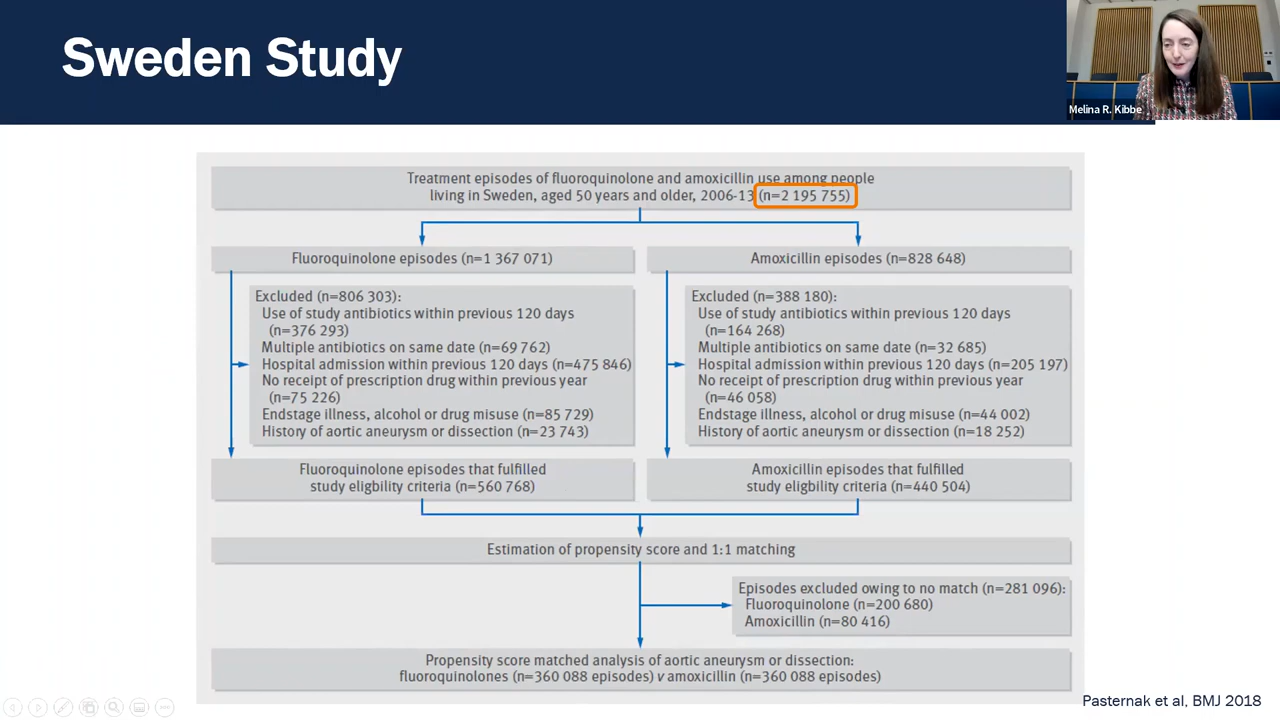 Sweden Study
Melina R. Kibbe
Treatment episodes of fluoroquinolone and amoxicillin use among people
living in Sweden, aged 50 years and older, 2006-13 (n=2 195 755)
Fluoroquinolone episodes (n=1 367 071)
Amoxicillin episodes (n=828 648)
Excluded (n=806 303):
Use of study antibiotics within previous 120 days
(n=376 293)
Multiple antibiotics on same date (n=69 762)
Hospital admission within previous 120 days (n=475 846)
No receipt of prescription drug within previous year
(n=75 226)
Endstage illness, alcohol or drug misuse (n=85 729)
History of aortic aneurysm or dissection (n=23 743)
Excluded (n=388 180):
Use of study antibiotics within previous 120 days
(n=164 268)
Multiple antibiotics on same date (n=32 685)
Hospital admission within previous 120 days (n=205 197)
No receipt of prescription drug within previous year
(n=46 058)
Endstage illness, alcohol or drug misuse (n=44 002)
History of aortic aneurysm or dissection (n=18 252)
Fluoroquinolone episodes that fulfilled
study eligbility criteria (n=560 768)
Amoxicillin episodes that fulfilled
study eligbility criteria (n=440 504)
Estimation of propensity score and 1:1 matching
Episodes excluded owing to no match (n=281 096):
Fluoroquinolone (n=200 680)
Amoxicillin (n=80 416)
Propensity score matched analysis of aortic aneurysm or dissection:
fluoroquinolones (n=360 088 episodes) v amoxicillin (n=360 088 episodes)
Pasternak et al, BMJ 2018